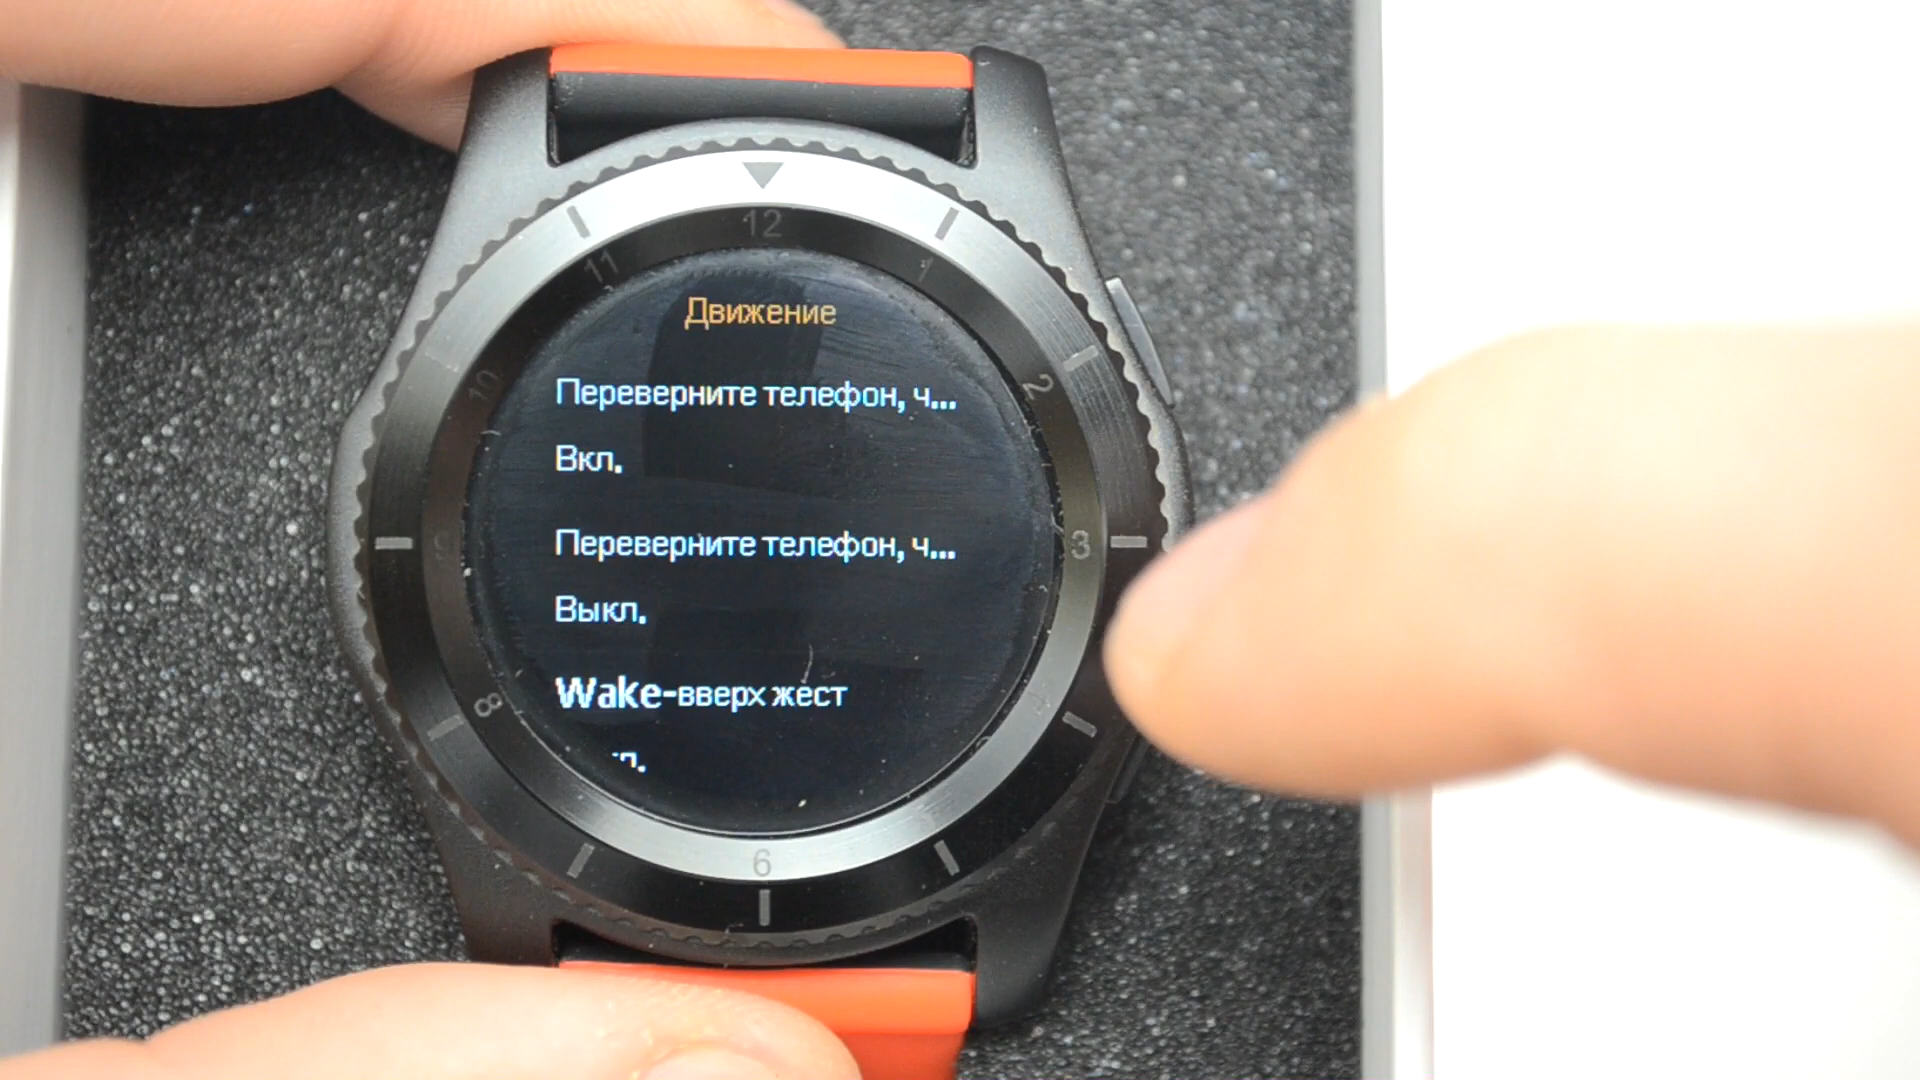 12
11
1
Движение
10
2
Переверните телефон, ч...
Вкл.
Переверните телефон, ч...
3
Выкл.
Wake-вверх жест
8
6